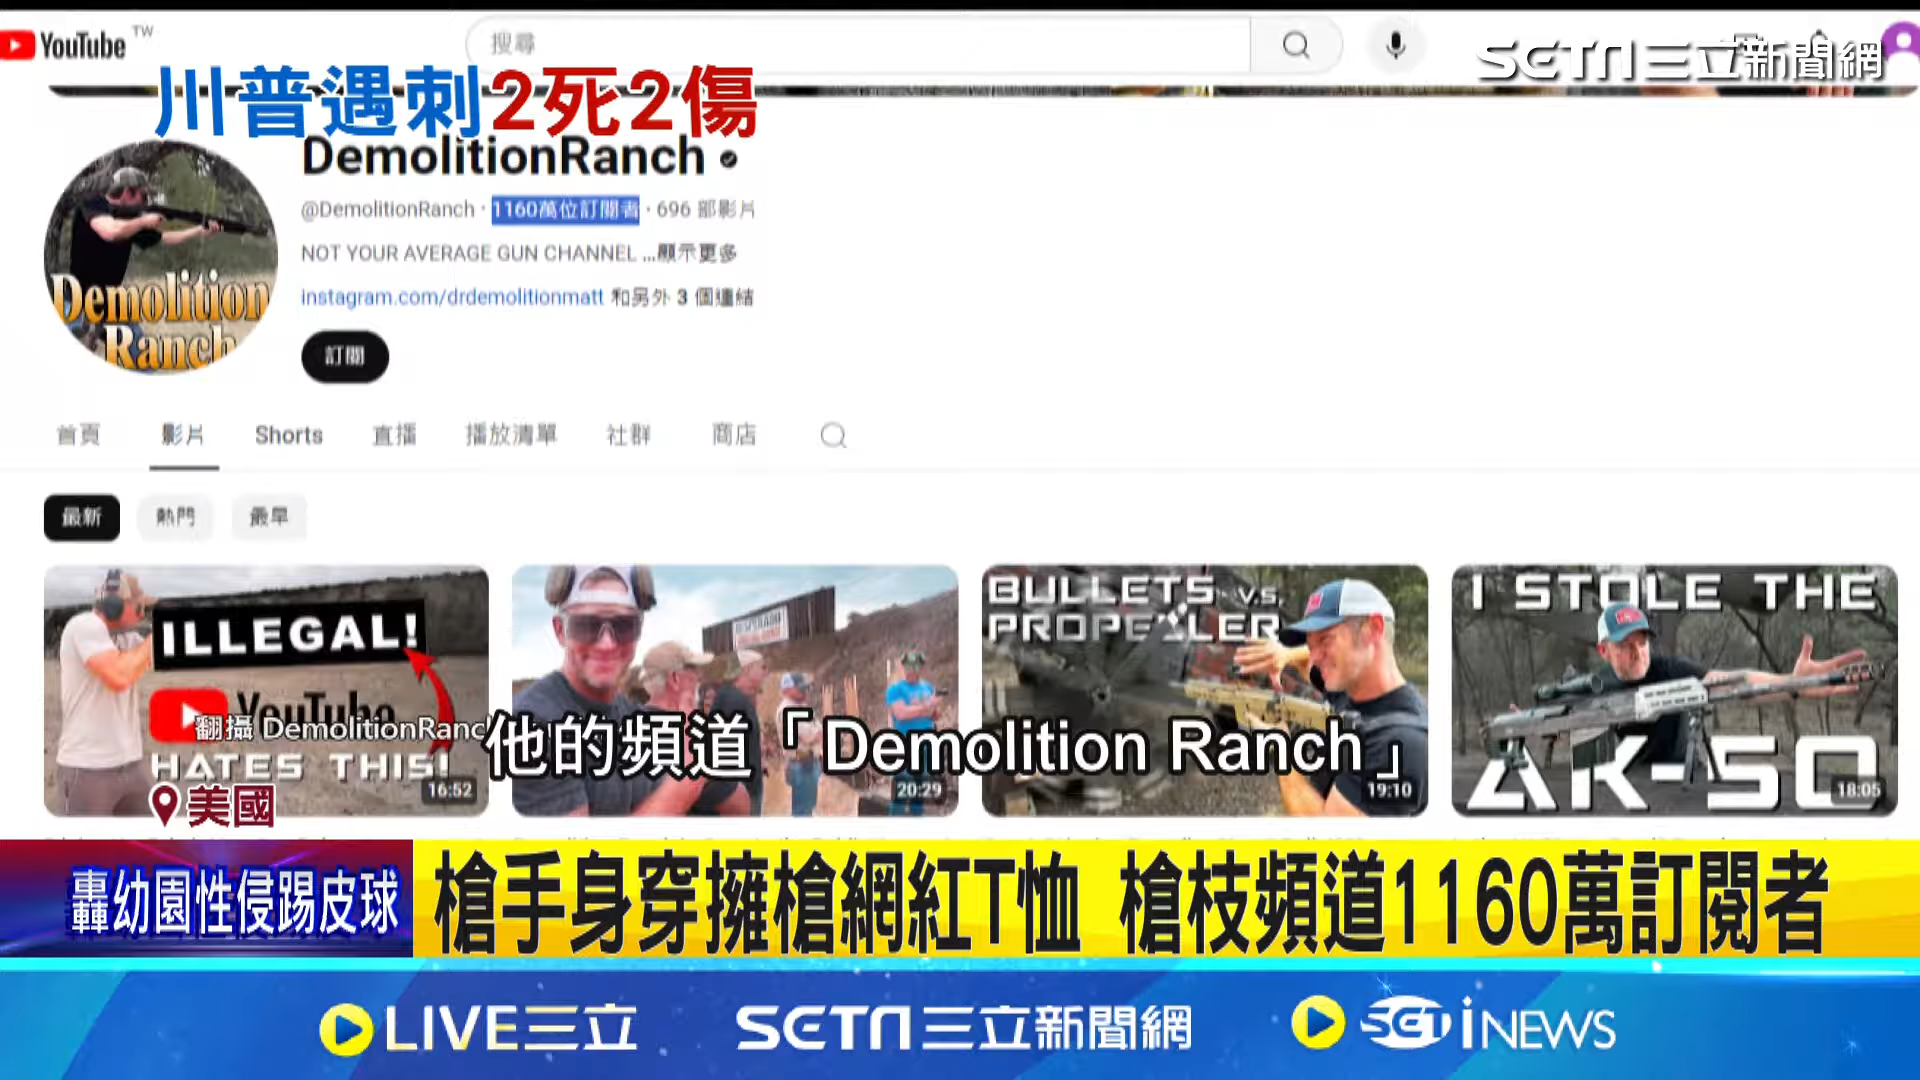 YouTube TW
搜尋
SETN三立新聞網
川普遇刺2死2傷
DemolitionRanch
@DemolitionRanch · 1160萬位訂閱者 · 696 部影片
NOT YOUR AVERAGE GUN CHANNEL ...顯示更多
instagram.com/drdemolitionmatt 和另外 3 個連結
Demolition
Ranch
訂閱
首頁 影片 Shorts 直播 播放清單 社群 商店
最新 熱門 最早
ILLEGAL!
YouTube
HATES THIS!
16:52
20:29
BULLETS V.S.
PROPELLER
19:10
I STOLE THE
AK-50
18:05
翻攝 DemolitionRanc
他的頻道「Demolition Ranch」
美國
轟幼園性侵踢皮球
槍手身穿擁槍網紅T恤 槍枝頻道1160萬訂閱者
LIVE三立
SETN三立新聞網
SET iNEWS